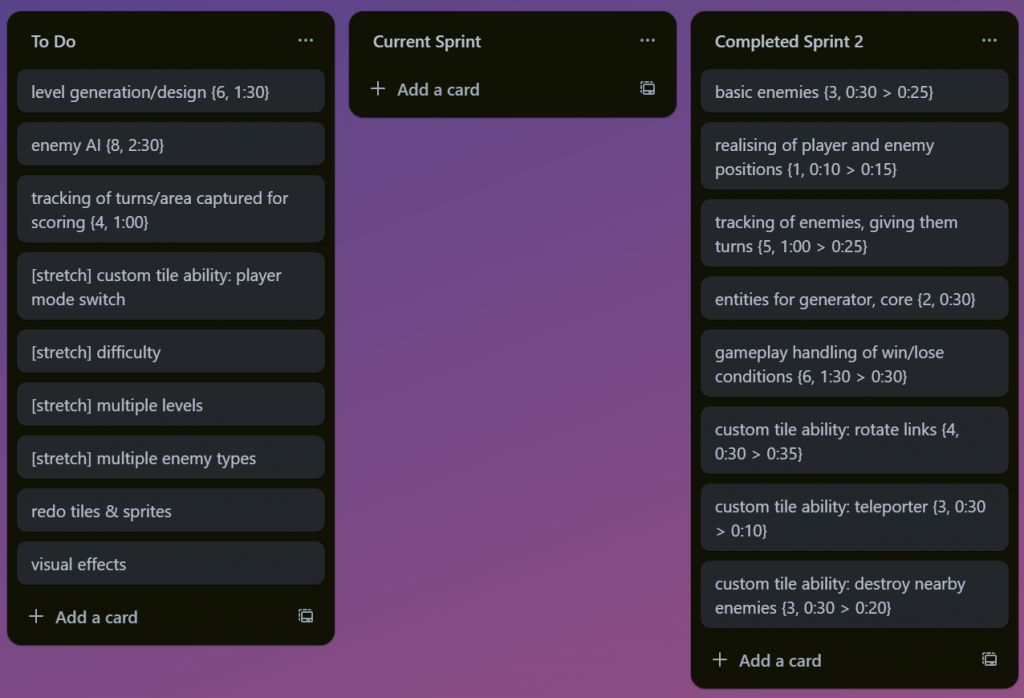 To Do
level generation/design {6, 1:30}
enemy AI {8, 2:30}
tracking of turns/area captured for
scoring {4, 1:00}
[stretch] custom tile ability: player
mode switch
[stretch] difficulty
[stretch] multiple levels
[stretch] multiple enemy types
redo tiles & sprites
visual effects
+ Add a card
Current Sprint
+ Add a card
Completed Sprint 2
basic enemies {3, 0:30 > 0:25}
realising of player and enemy
positions {1, 0:10 > 0:15}
tracking of enemies, giving them
turns {5, 1:00 > 0:25}
entities for generator, core {2, 0:30}
gameplay handling of win/lose
conditions {6, 1:30 > 0:30}
custom tile ability: rotate links {4,
0:30 > 0:35}
custom tile ability: teleporter {3, 0:30
> 0:10}
custom tile ability: destroy nearby
enemies {3, 0:30 > 0:20}
+ Add a card